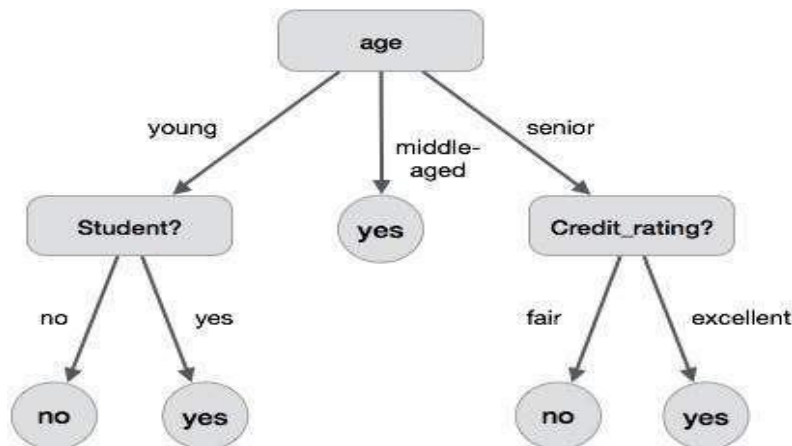 age
young
middle-
aged
senior
Student?
yes
Credit_rating?
no
yes
fair
excellent
no
yes
no
yes